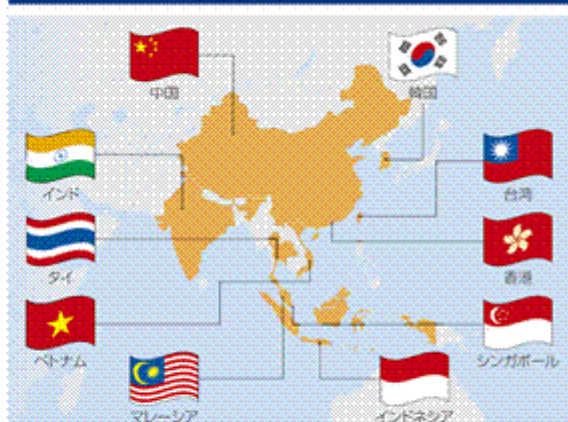 中国
韓国
インド
台湾
タイ
香港
ベトナム
シンガポール
マレーシア
インドネシア